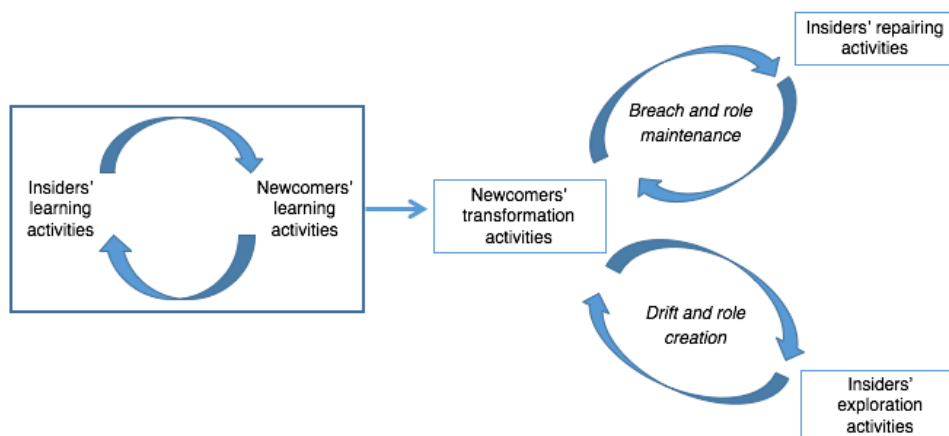 Insiders'
learning
activities
Newcomers'
learning
activities
Newcomers'
transformation
activities
Breach and role
maintenance
Insiders' repairing
activities
Drift and role
creation
Insiders'
exploration
activities